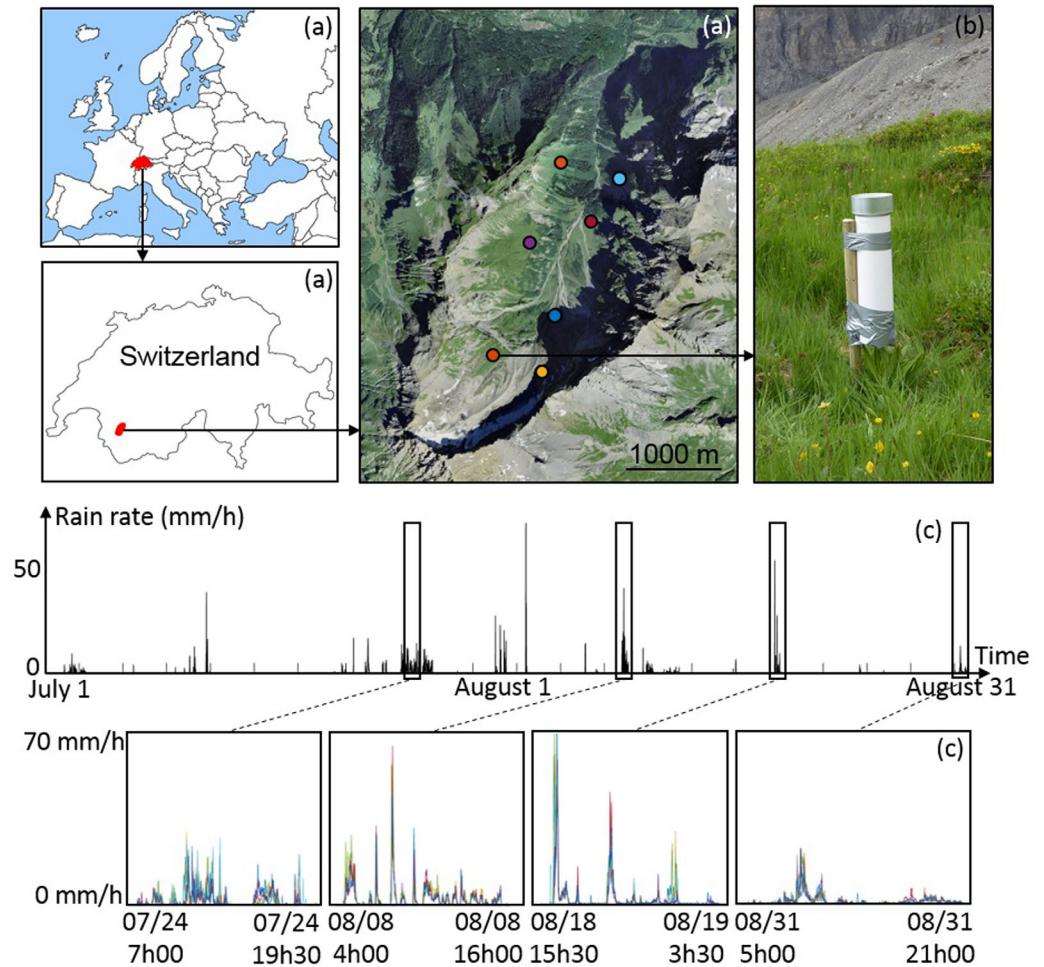 (a)
(a)
(b)
(a)
Switzerland
1000 m
Rain rate (mm/h)
(c)
50
0
Time
July 1
August 1
August 31
70 mm/h
(c)
0 mm/h
07/24
07/24
08/08
08/08
08/18
08/19
08/31
08/31
7h00
19h30
4h00
16h00
15h30
3h30
5h00
21h00